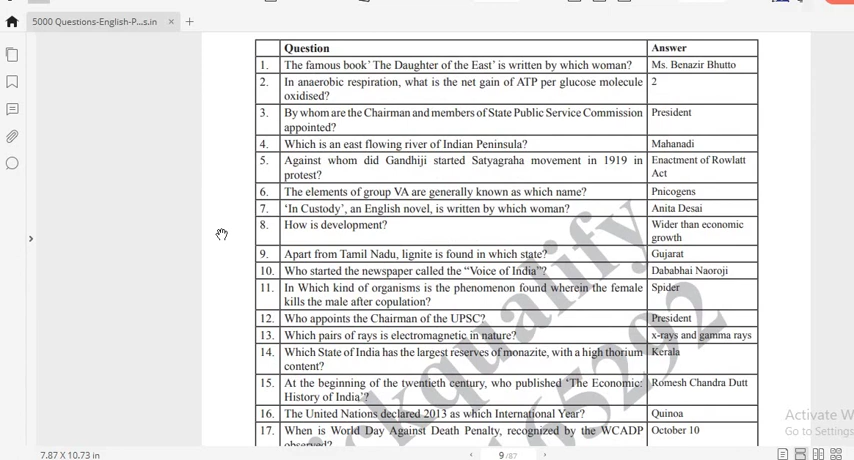 5000 Questions-English-P...s.in
Question Answer
1. The famous book' The Daughter of the East' is written by which woman? Ms. Benazir Bhutto
2. In anaerobic respiration, what is the net gain of ATP per glucose molecule 2
oxidised?
3. By whom are the Chairman and members of State Public Service Commission President
appointed?
4. Which is an east flowing river of Indian Peninsula? Mahanadi
5. Against whom did Gandhiji started Satyagraha movement in 1919 in Enactment of Rowlatt
protest? Act
6. The elements of group VA are generally known as which name? Pnicogens
7. ‘In Custody’, an English novel, is written by which woman? Anita Desai
8. How is development? Wider than economic
growth
9. Apart from Tamil Nadu, lignite is found in which state? Gujarat
10. Who started the newspaper called the “Voice of India”? Dababhai Naoroji
11. In Which kind of organisms is the phenomenon found wherein the female Spider
kills the male after copulation?
12. Who appoints the Chairman of the UPSC? President
13. Which pairs of rays is electromagnetic in nature? x-rays and gamma rays
14. Which State of India has the largest reserves of monazite, with a high thorium Kerala
content?
15. At the beginning of the twentieth century, who published ‘The Economic Romesh Chandra Dutt
History of India’?
16. The United Nations declared 2013 as which International Year? Quinoa
17. When is World Day Against Death Penalty, recognized by the WCADP October 10
observed?
ickqualify
65292
Activate W
Go to Settings
7.87 X 10.73 in
9 /87